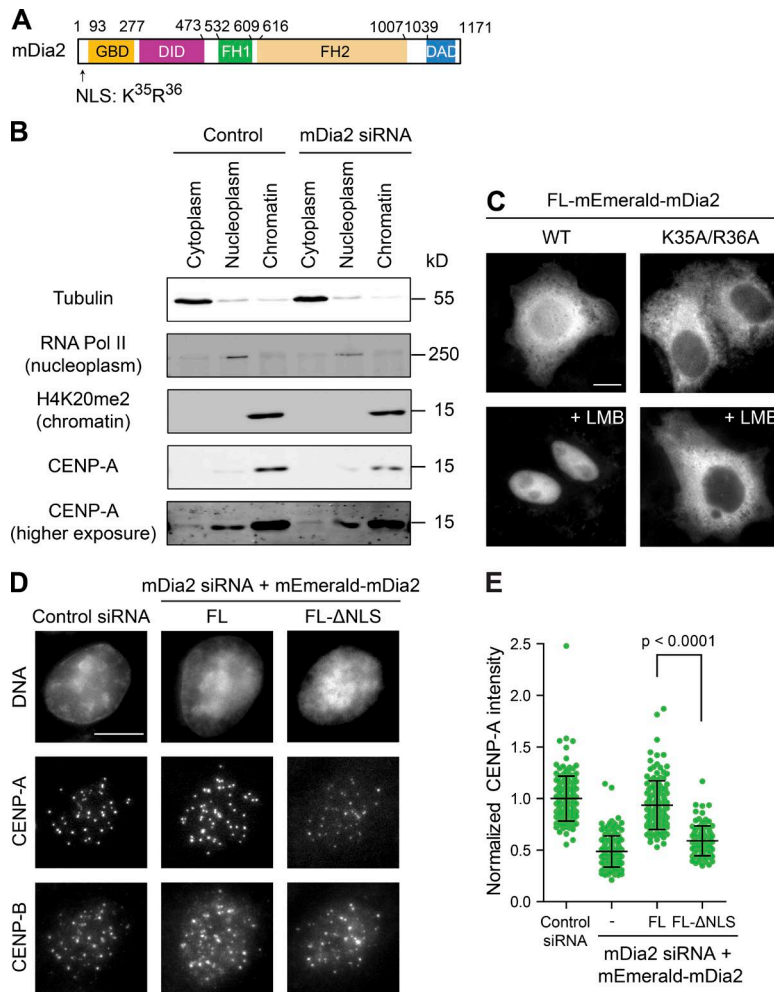 A
1 93 277 473 532 609 616 1007 1039 1171
mDia2 GBD DID FH1 FH2 DAD
↑
NLS: K³⁵R³⁶
B
Control mDia2 siRNA
Cytoplasm Nucleoplasm Chromatin Cytoplasm Nucleoplasm Chromatin kD
Tubulin 55
RNA Pol II
(nucleoplasm) 250
H4K20me2
(chromatin) 15
CENP-A 15
CENP-A
(higher exposure) 15
C
FL-mEmerald-mDia2
WT K35A/R36A
+ LMB + LMB
D
mDia2 siRNA + mEmerald-mDia2
Control siRNA FL FL-ΔNLS
DNA
CENP-A
CENP-B
E
p < 0.0001
Normalized CENP-A intensity
2.5
2.0
1.5
1.0
0.5
0.0
Control
siRNA
- FL FL-ΔNLS
mDia2 siRNA +
mEmerald-mDia2